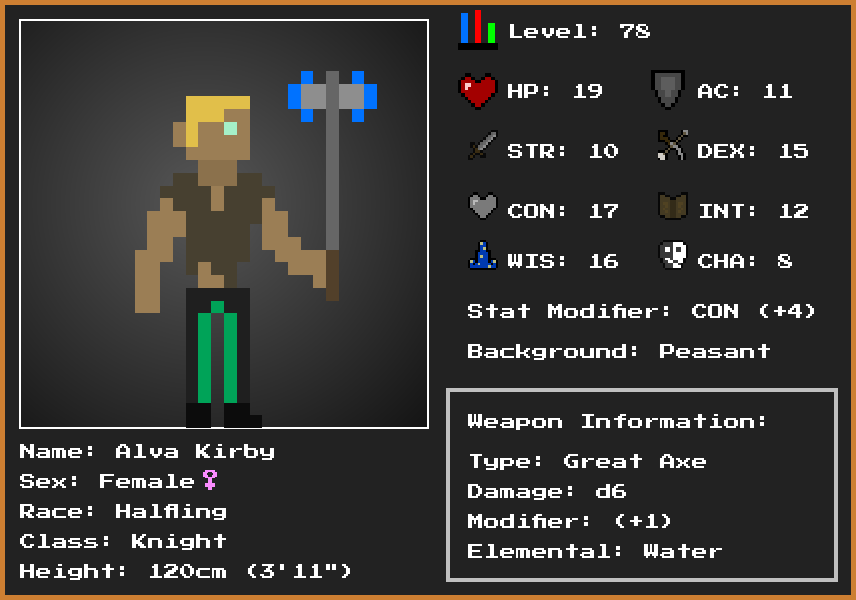 Level: 78
HP: 19 AC: 11
STR: 10 DEX: 15
CON: 17 INT: 12
WIS: 16 CHA: 8
Stat Modifier: CON (+4)
Background: Peasant
Weapon Information:
Type: Great Axe
Damage: d6
Modifier: (+1)
Elemental: Water
Name: Alva Kirby
Sex: Female♀
Race: Halfling
Class: Knight
Height: 120cm (3'11")